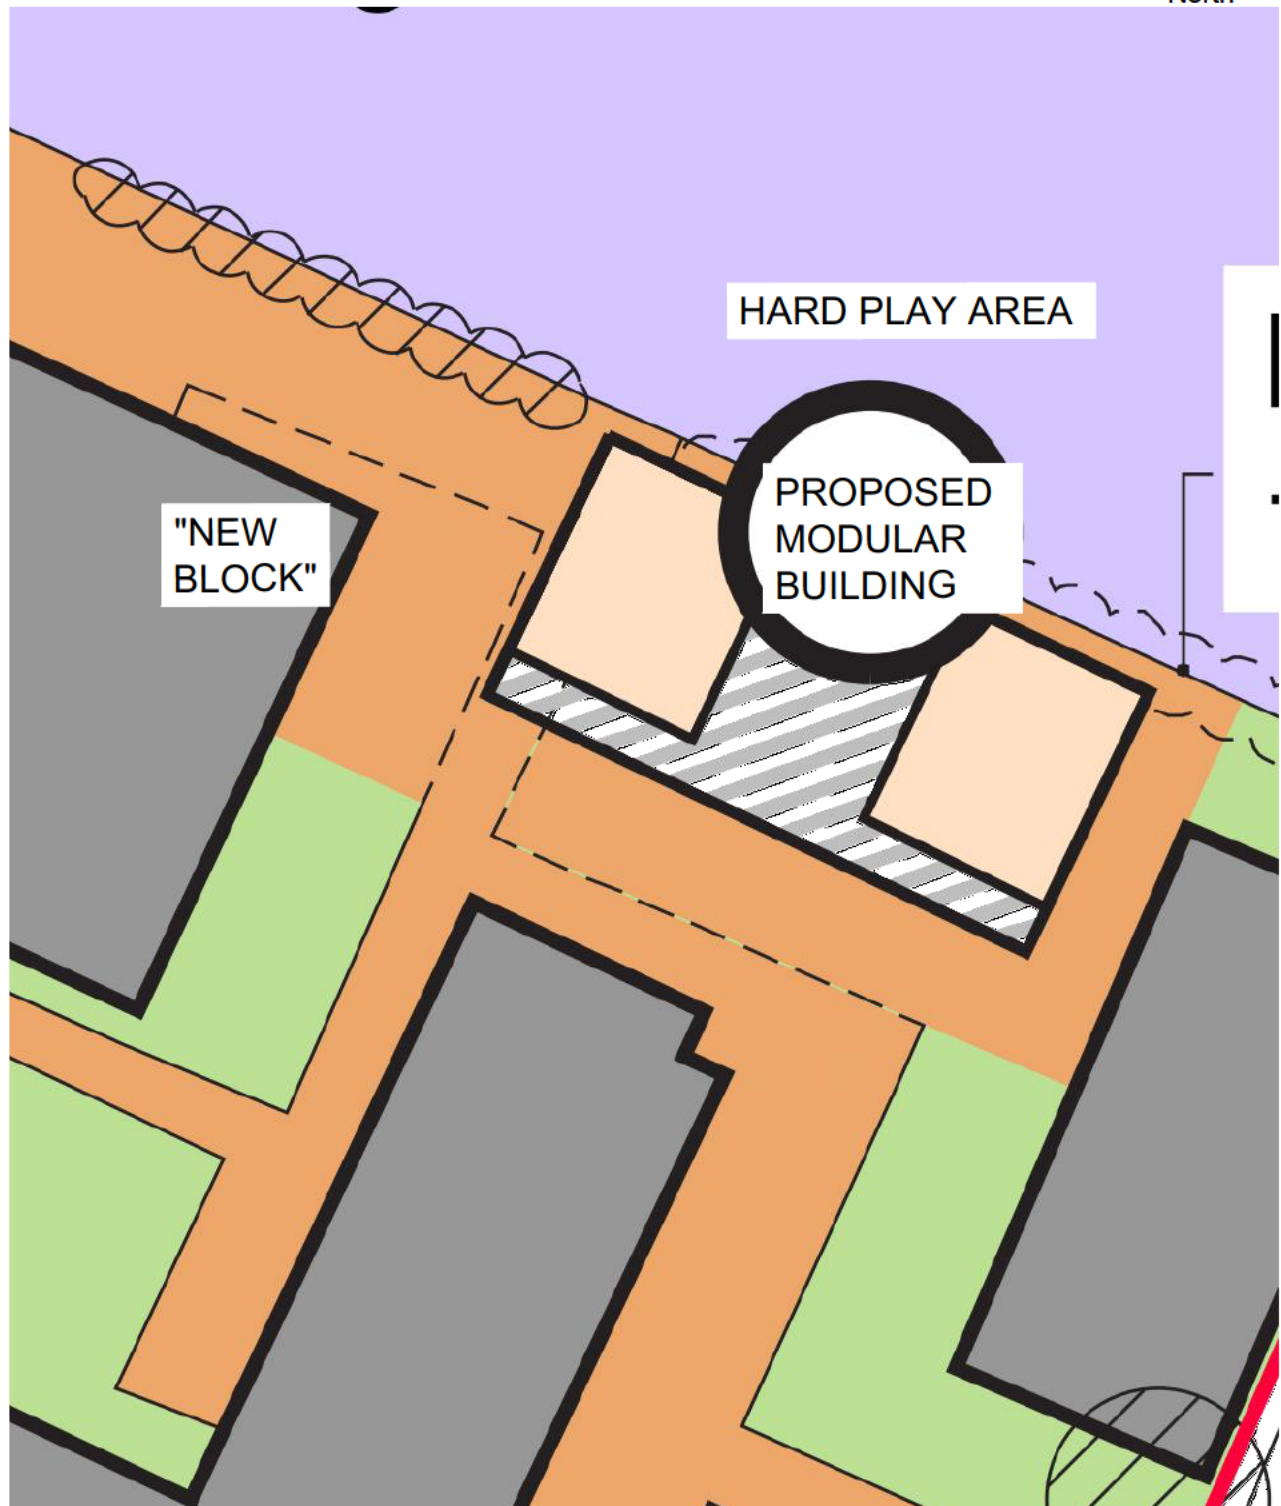 HARD PLAY AREA
PROPOSED
MODULAR
BUILDING
"NEW
BLOCK"